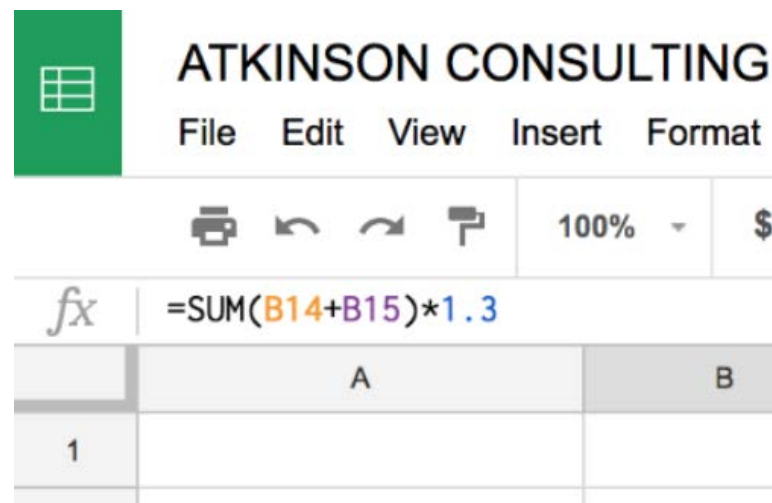 ATKINSON CONSULTING
File Edit View Insert Format
100% $
fx =SUM(B14+B15)*1.3
A B
1